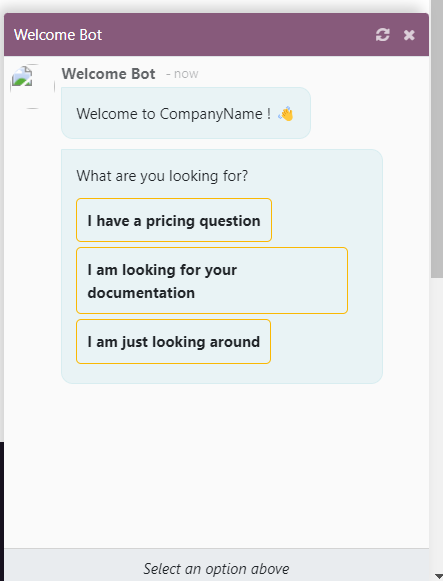 Welcome Bot
Welcome Bot - now
Welcome to CompanyName ! 👋
What are you looking for?
I have a pricing question
I am looking for your
documentation
I am just looking around
Select an option above